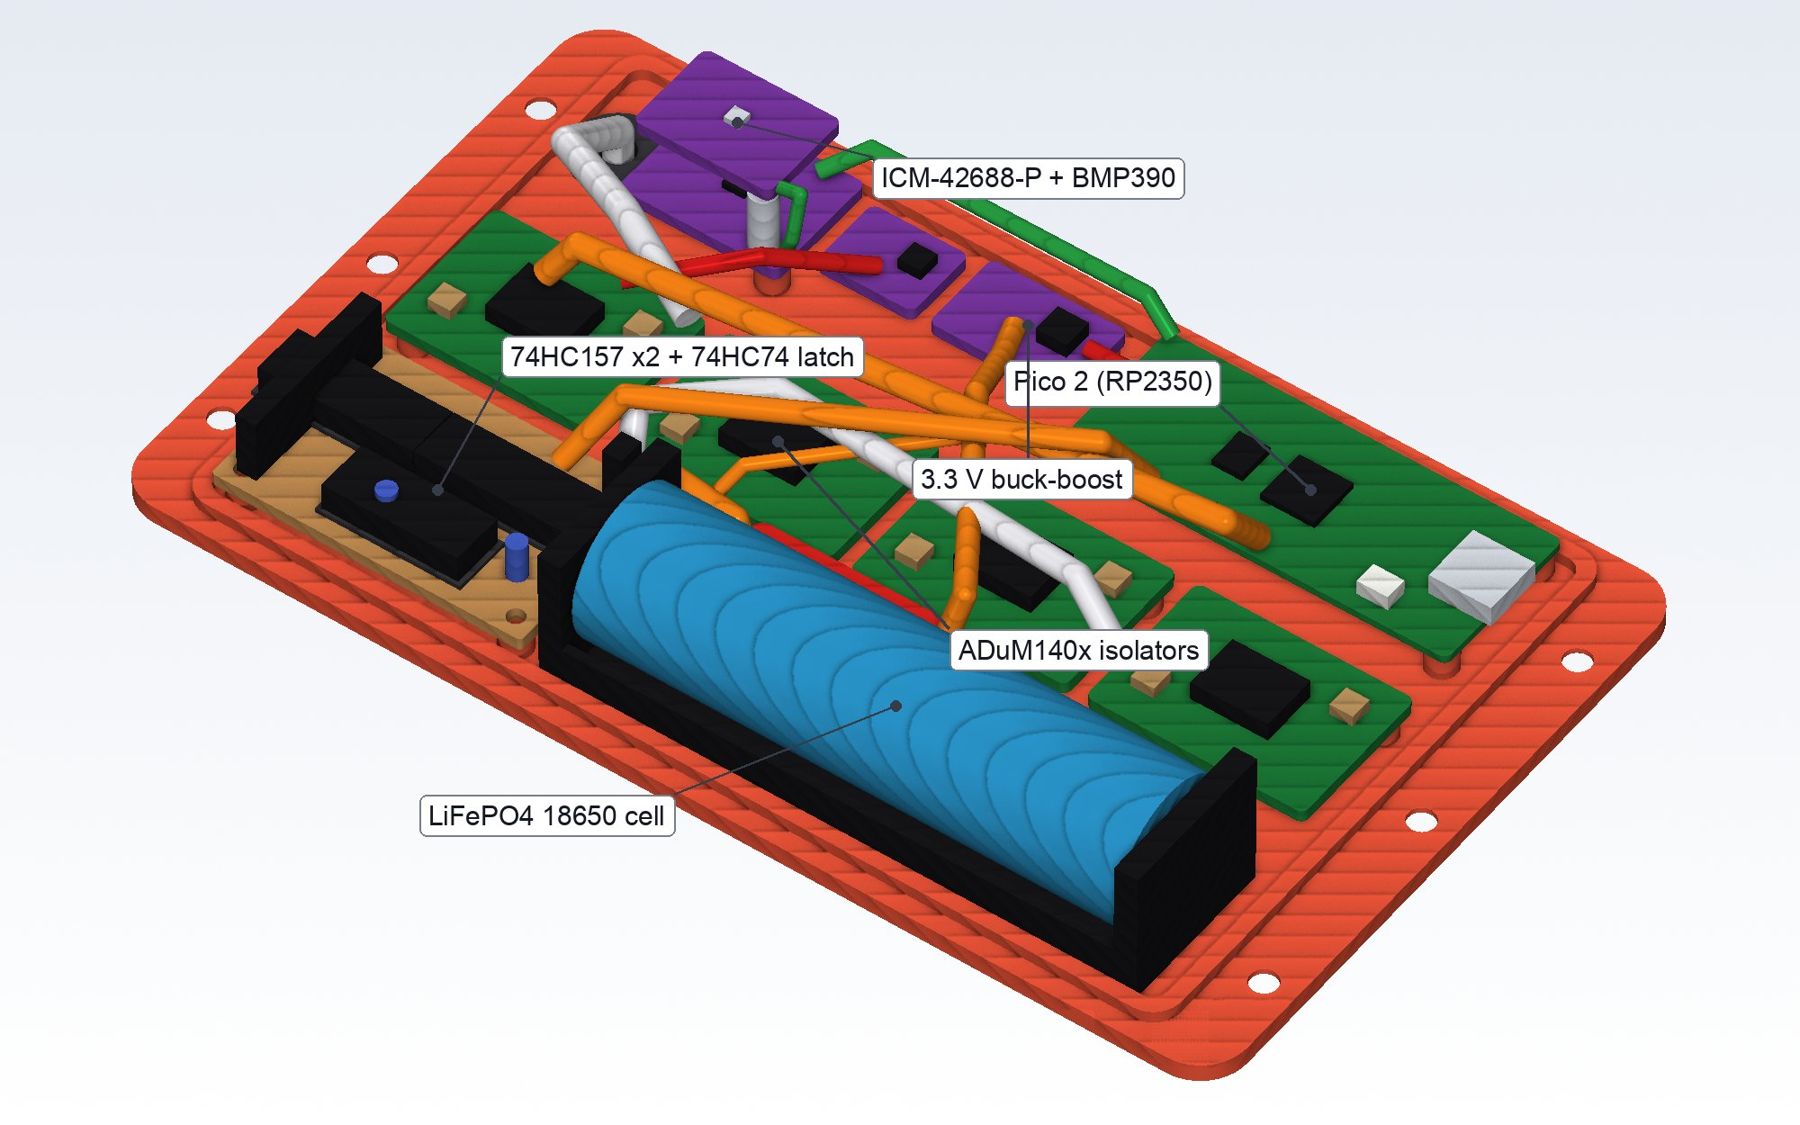 ICM-42688-P + BMP390
74HC157 x2 + 74HC74 latch
Pico 2 (RP2350)
3.3 V buck-boost
ADuM140x isolators
LiFePO4 18650 cell